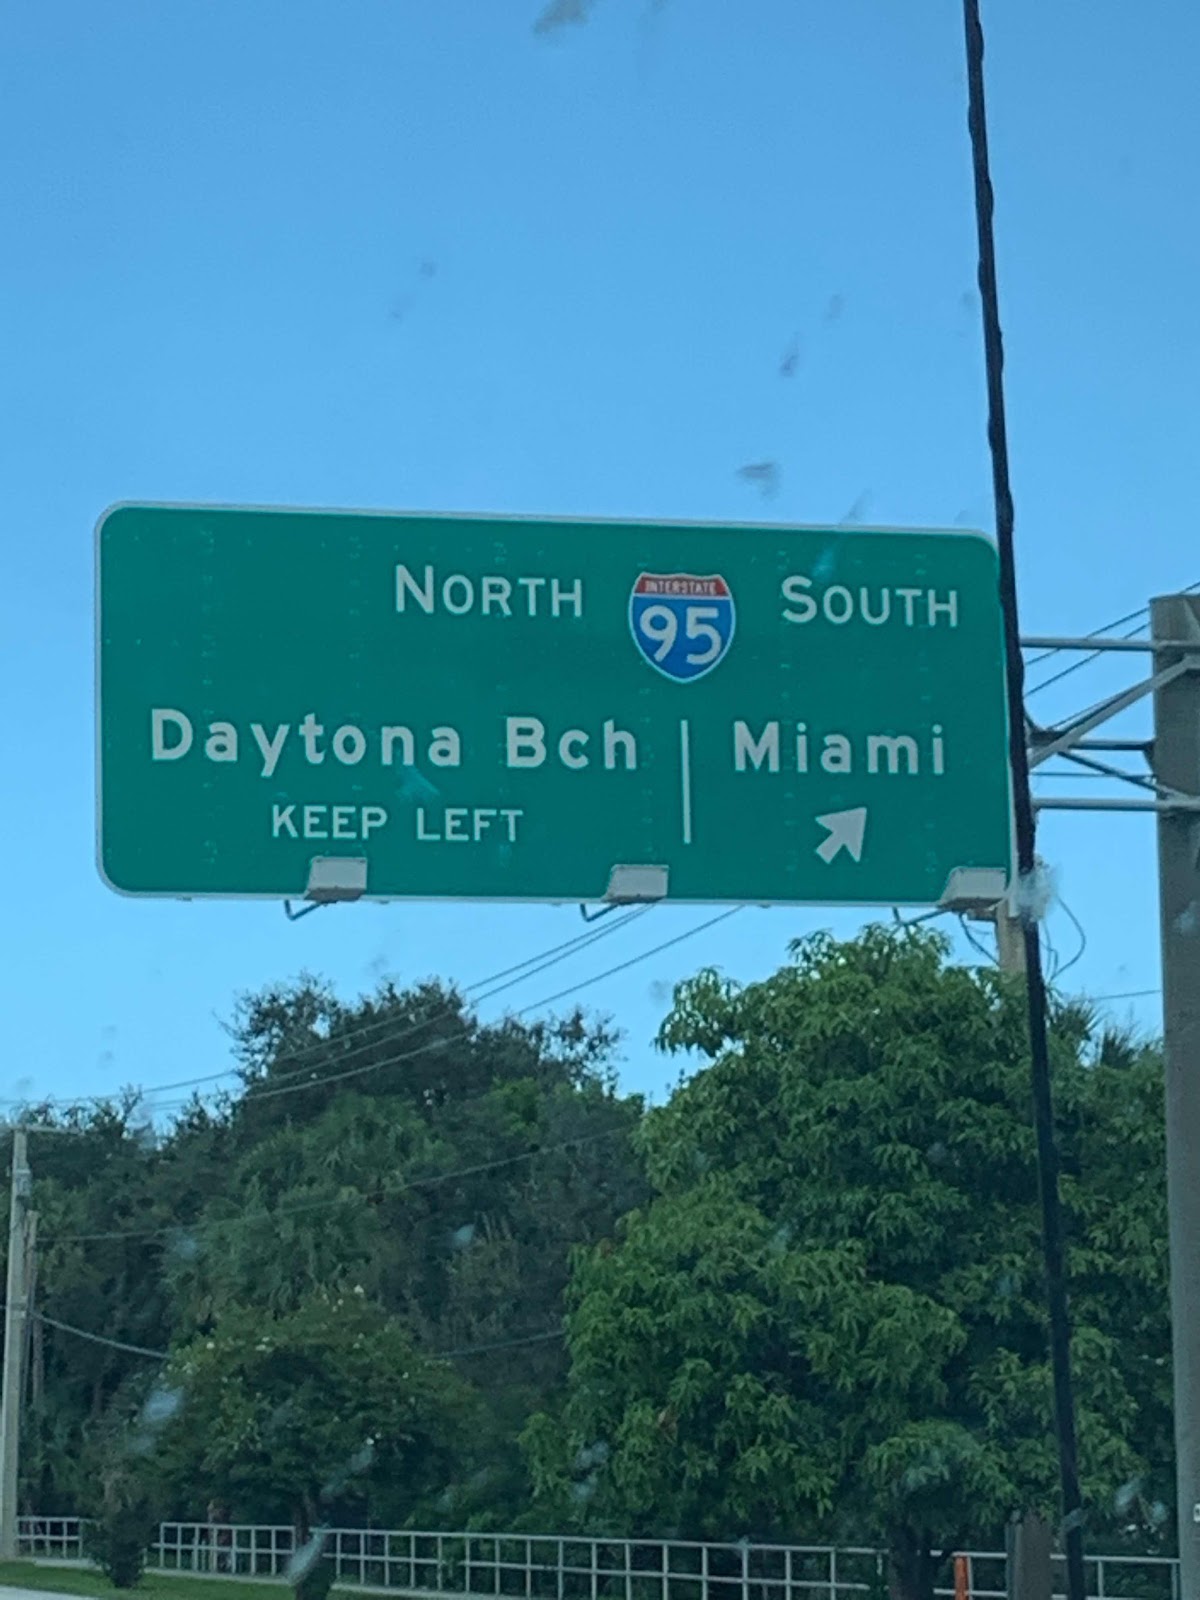 NORTH INTERSTATE 95 SOUTH
Daytona Bch | Miami
KEEP LEFT